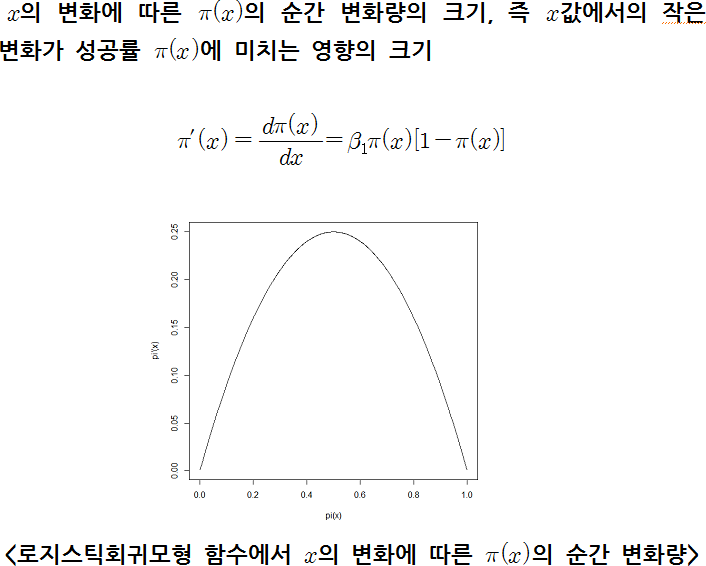 x의 변화에 따른 π(x)의 순간 변화량의 크기, 즉 x값에서의 작은
변화가 성공률 π(x)에 미치는 영향의 크기
π′(x) = dπ(x)/dx = β₁π(x)[1−π(x)]
0.25
0.20
0.15
0.10
0.05
0.00
pi'(x)
0.0 0.2 0.4 0.6 0.8 1.0
pi(x)
<로지스틱회귀모형 함수에서 x의 변화에 따른 π(x)의 순간 변화량>